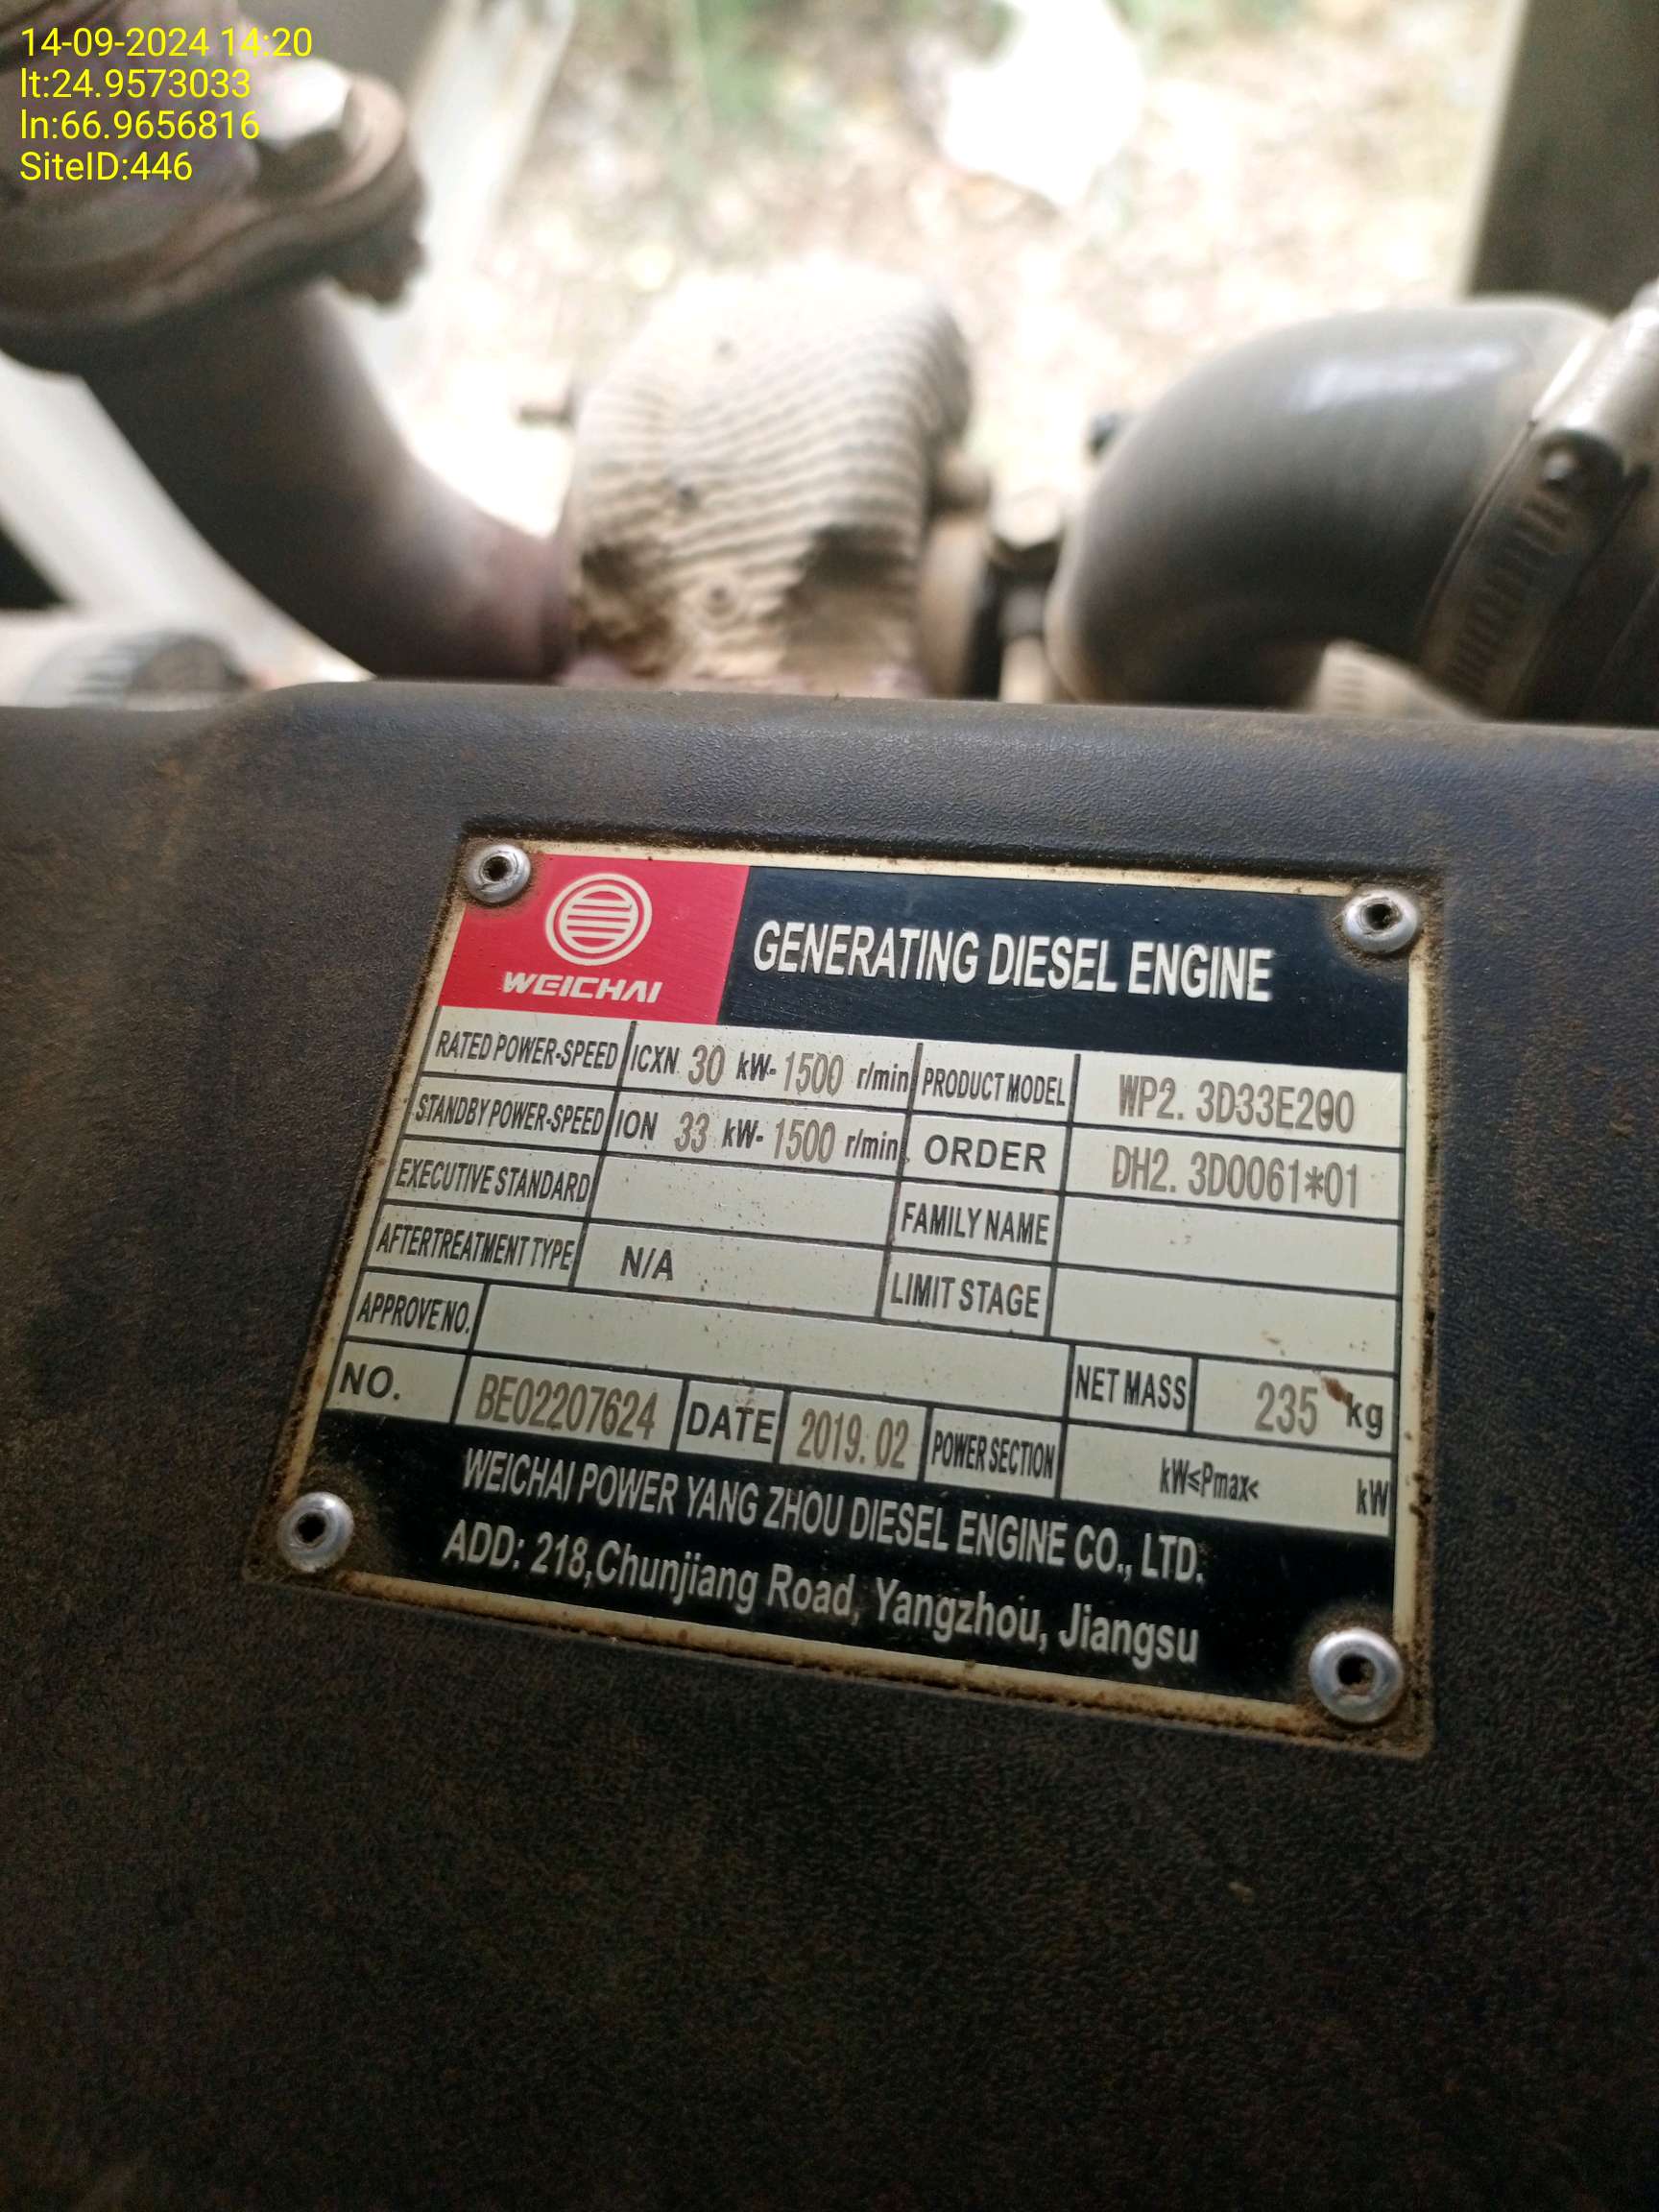 14-09-2024 14:20
lt:24.9573033
ln:66.9656816
SiteID:446
WEICHAI
GENERATING DIESEL ENGINE
RATED POWER-SPEED ICXN 30 kW- 1500 r/min PRODUCT MODEL WP2. 3D33E200
STANDBY POWER-SPEED ION 33 kW- 1500 r/min ORDER DH2. 3D0061*01
EXECUTIVE STANDARD FAMILY NAME
AFTERTREATMENT TYPE N/A LIMIT STAGE
APPROVE NO. NET MASS 235 kg
NO. BE02207624 DATE 2019. 02 POWER SECTION kW≤Pmax< kW
WEICHAI POWER YANG ZHOU DIESEL ENGINE CO., LTD.
ADD: 218,Chunjiang Road, Yangzhou, Jiangsu